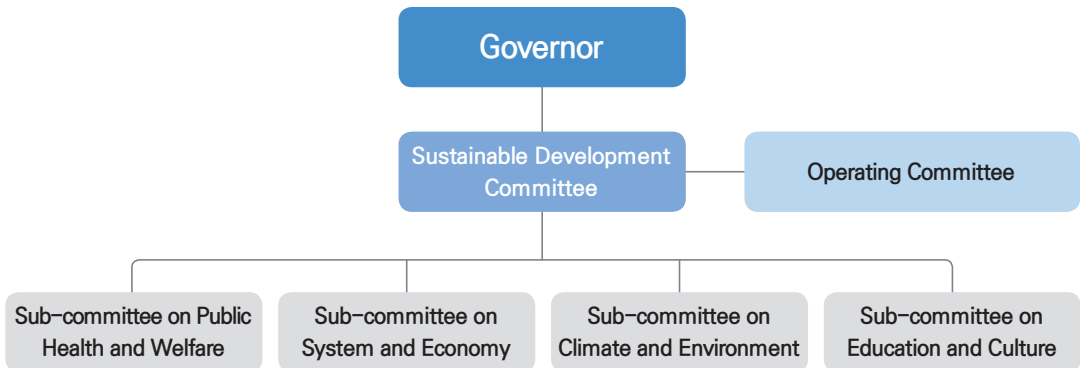 Governor
Sustainable Development
Committee
Operating Committee
Sub-committee on Public
Health and Welfare
Sub-committee on
System and Economy
Sub-committee on
Climate and Environment
Sub-committee on
Education and Culture